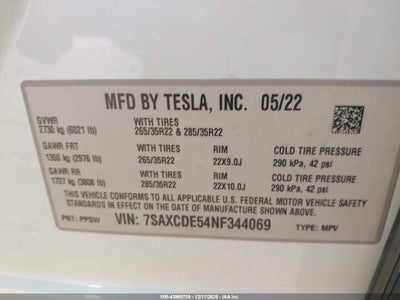 MFD BY TESLA, INC. 05/22
GVWR WITH TIRES
2730 kg (6021 lb) 265/35R22 & 285/35R22
GAWR FRT WITH TIRES RIM COLD TIRE PRESSURE
1350 kg (2976 lb) 265/35R22 22X9.0J 290 kPa, 42 psi
GAWR RR WITH TIRES RIM COLD TIRE PRESSURE
1727 kg (3808 lb) 285/35R22 22X10.0J 290 kPa, 42 psi
THIS VEHICLE CONFORMS TO ALL APPLICABLE U.S. FEDERAL MOTOR VEHICLE SAFETY
STANDARDS IN EFFECT ON THE DATE OF MANUFACTURE SHOWN ABOVE.
PNT: PPSW VIN: 7SAXCDE54NF344069 TYPE: MPV
12/17/2025 - IAA Inc.